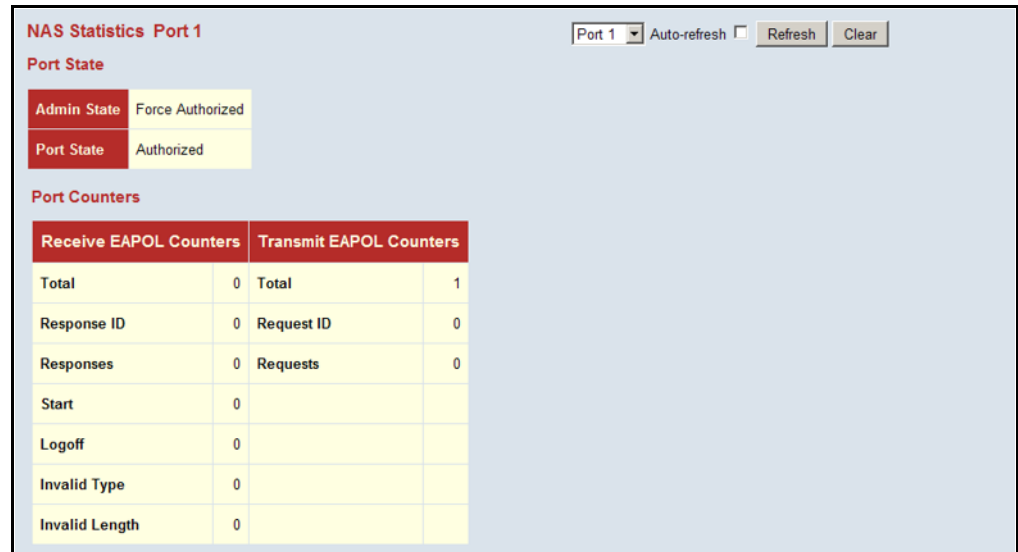 NAS Statistics Port 1
Port 1 Auto-refresh Refresh Clear
Port State
Admin State Force Authorized
Port State Authorized
Port Counters
Receive EAPOL Counters Transmit EAPOL Counters
Total 0 Total 1
Response ID 0 Request ID 0
Responses 0 Requests 0
Start 0
Logoff 0
Invalid Type 0
Invalid Length 0